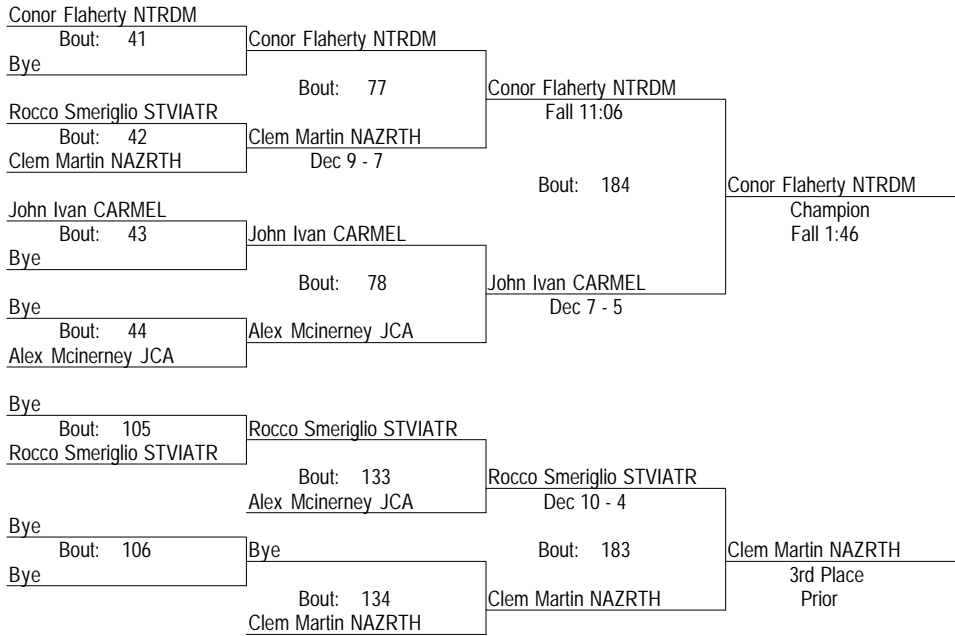 Conor Flaherty NTRDM
Bout: 41
Bye
Conor Flaherty NTRDM
Bout: 77
Rocco Smeriglio STVIATR
Bout: 42
Clem Martin NAZRTH
Clem Martin NAZRTH
Dec 9 - 7
Conor Flaherty NTRDM
Fall 11:06
Bout: 184
John Ivan CARMEL
Bout: 43
Bye
John Ivan CARMEL
Bout: 78
Bye
Bout: 44
Alex Mcinerney JCA
Alex Mcinerney JCA
John Ivan CARMEL
Dec 7 - 5
Conor Flaherty NTRDM
Champion
Fall 1:46
Bye
Bout: 105
Rocco Smeriglio STVIATR
Rocco Smeriglio STVIATR
Bout: 133
Alex Mcinerney JCA
Rocco Smeriglio STVIATR
Dec 10 - 4
Bye
Bout: 106
Bye
Bye
Bout: 134
Clem Martin NAZRTH
Bout: 183
Clem Martin NAZRTH
Clem Martin NAZRTH
3rd Place
Prior